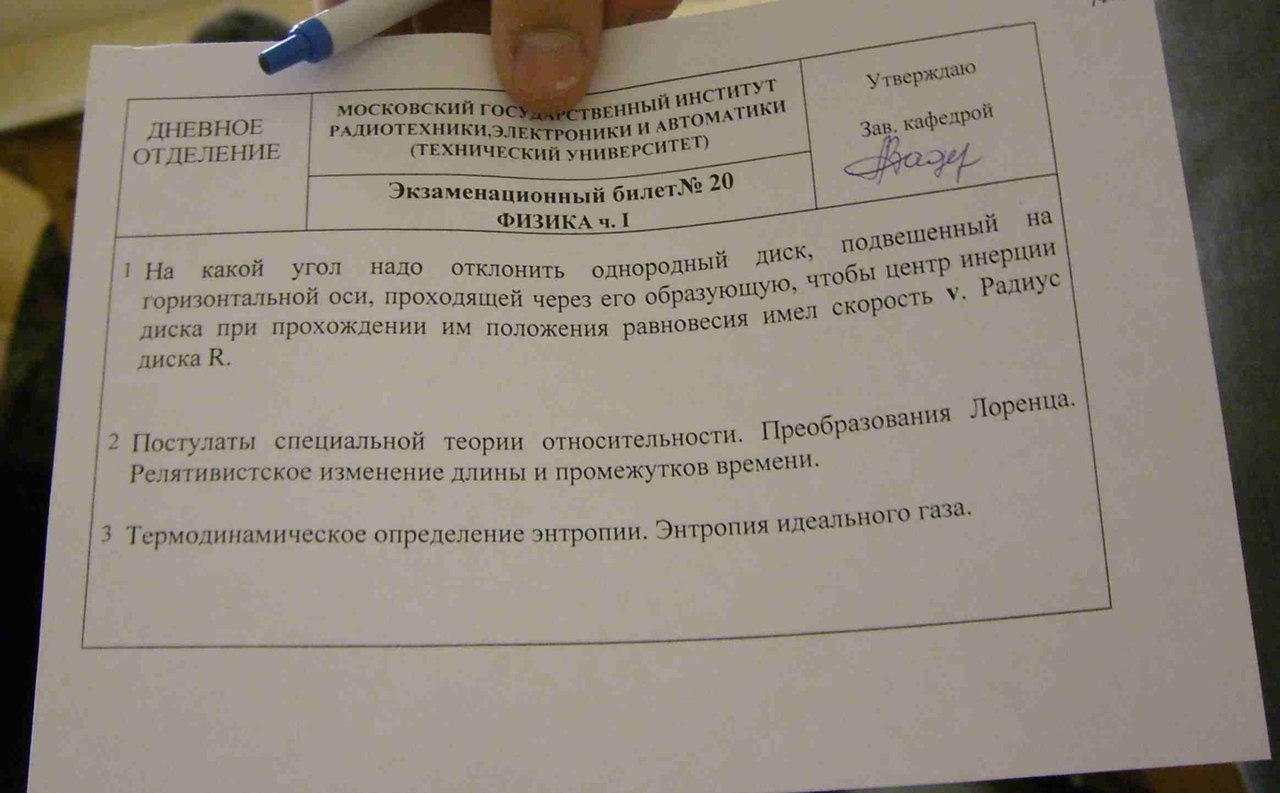 ДНЕВНОЕ
ОТДЕЛЕНИЕ
МОСКОВСКИЙ ГОСУДАРСТВЕННЫЙ ИНСТИТУТ
РАДИОТЕХНИКИ,ЭЛЕКТРОНИКИ И АВТОМАТИКИ
(ТЕХНИЧЕСКИЙ УНИВЕРСИТЕТ)
Экзаменационный билет№ 20
ФИЗИКА ч. I
Утверждаю
Зав. кафедрой
1 На какой угол надо отклонить однородный диск, подвешенный на
горизонтальной оси, проходящей через его образующую, чтобы центр инерции
диска при прохождении им положения равновесия имел скорость v. Радиус
диска R.
2 Постулаты специальной теории относительности. Преобразования Лоренца.
Релятивистское изменение длины и промежутков времени.
3 Термодинамическое определение энтропии. Энтропия идеального газа.